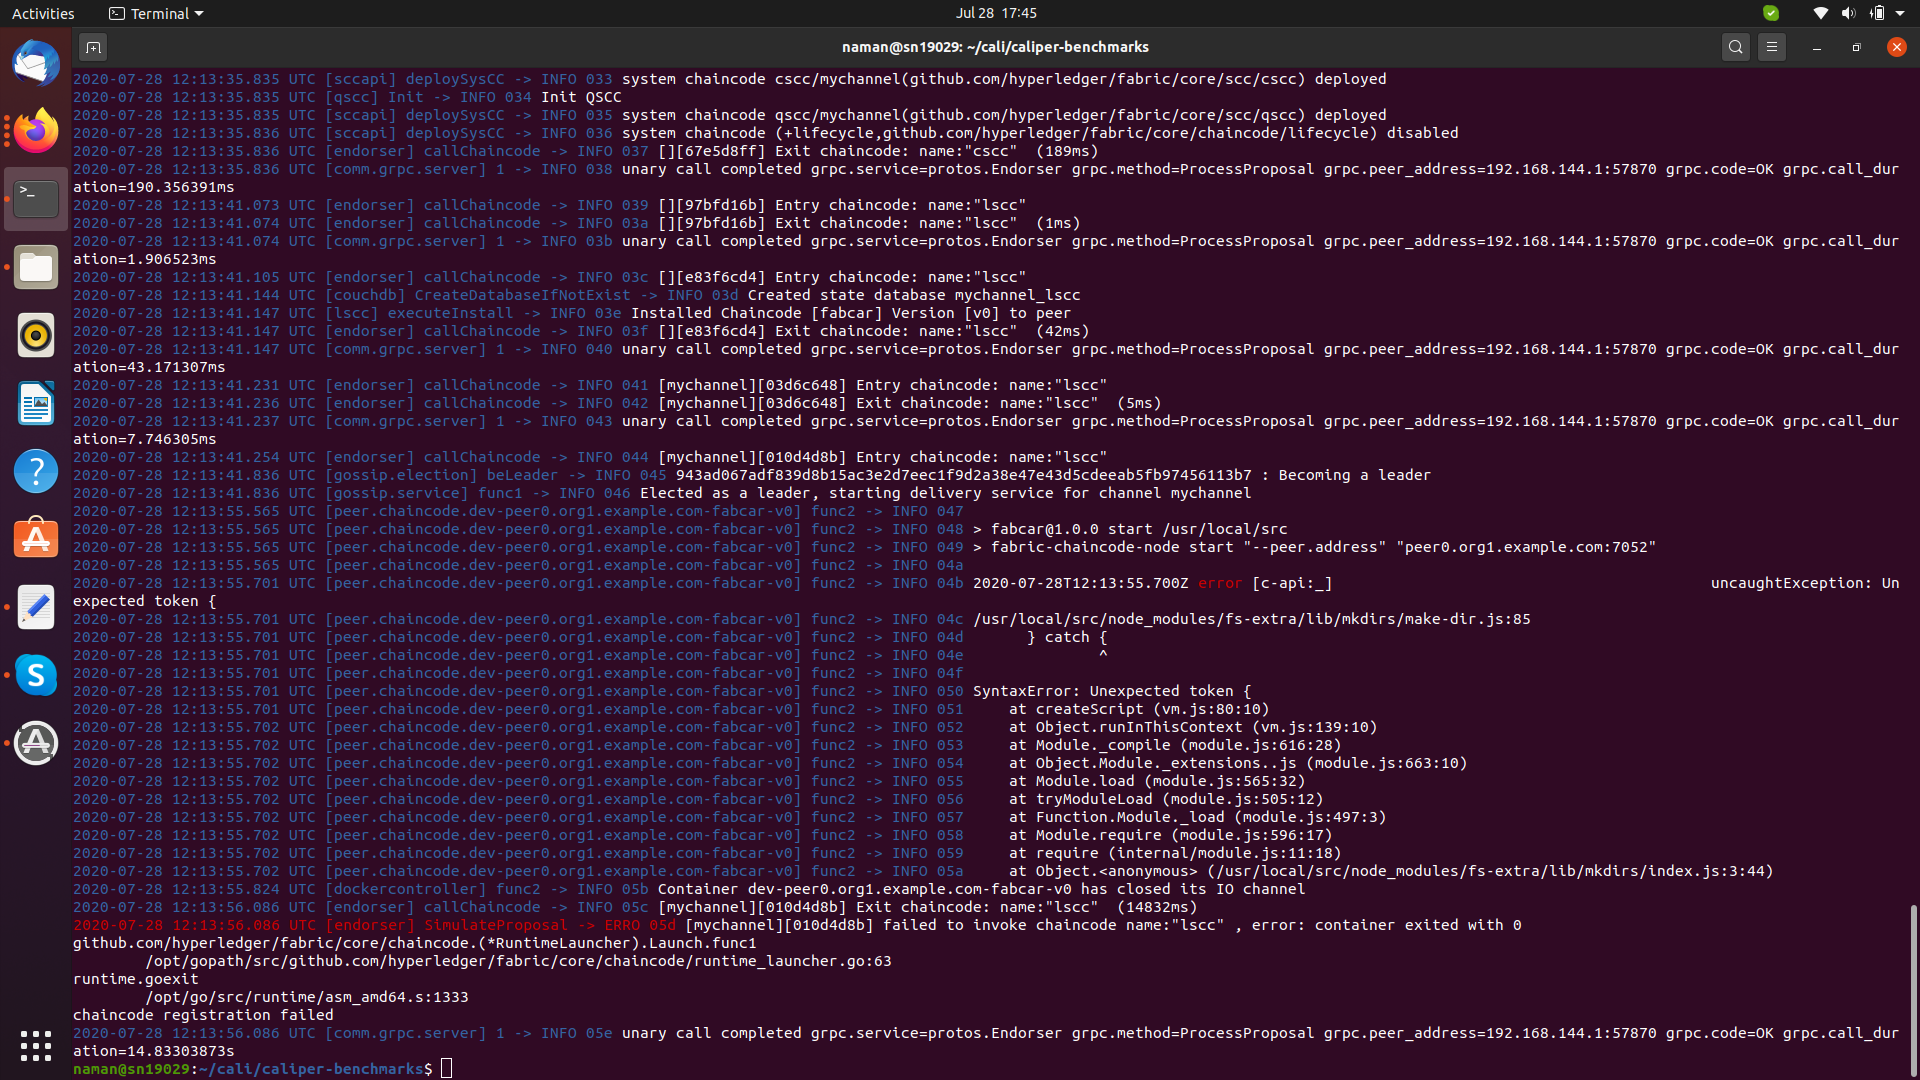 Activities
Terminal
Jul 28 17:45
naman@sn19029: ~/cali/caliper-benchmarks
2020-07-28 12:13:35.835 UTC [sccapi] deploySysCC -> INFO 033 system chaincode cscc/mychannel(github.com/hyperledger/fabric/core/scc/cscc) deployed
2020-07-28 12:13:35.835 UTC [qscc] Init -> INFO 034 Init QSCC
2020-07-28 12:13:35.835 UTC [sccapi] deploySysCC -> INFO 035 system chaincode qscc/mychannel(github.com/hyperledger/fabric/core/scc/qscc) deployed
2020-07-28 12:13:35.836 UTC [sccapi] deploySysCC -> INFO 036 system chaincode (+lifecycle,github.com/hyperledger/fabric/core/chaincode/lifecycle) disabled
2020-07-28 12:13:35.836 UTC [endorser] callChaincode -> INFO 037 [][67e5d8ff] Exit chaincode: name:"cscc"  (189ms)
2020-07-28 12:13:35.836 UTC [comm.grpc.server] 1 -> INFO 038 unary call completed grpc.service=protos.Endorser grpc.method=ProcessProposal grpc.peer_address=192.168.144.1:57870 grpc.code=OK grpc.call_dur
ation=190.356391ms
2020-07-28 12:13:41.073 UTC [endorser] callChaincode -> INFO 039 [][97bfd16b] Entry chaincode: name:"lscc"
2020-07-28 12:13:41.074 UTC [endorser] callChaincode -> INFO 03a [][97bfd16b] Exit chaincode: name:"lscc"  (1ms)
2020-07-28 12:13:41.074 UTC [comm.grpc.server] 1 -> INFO 03b unary call completed grpc.service=protos.Endorser grpc.method=ProcessProposal grpc.peer_address=192.168.144.1:57870 grpc.code=OK grpc.call_dur
ation=1.906523ms
2020-07-28 12:13:41.105 UTC [endorser] callChaincode -> INFO 03c [][e83f6cd4] Entry chaincode: name:"lscc"
2020-07-28 12:13:41.144 UTC [couchdb] CreateDatabaseIfNotExist -> INFO 03d Created state database mychannel_lscc
2020-07-28 12:13:41.147 UTC [lscc] executeInstall -> INFO 03e Installed Chaincode [fabcar] Version [v0] to peer
2020-07-28 12:13:41.147 UTC [endorser] callChaincode -> INFO 03f [][e83f6cd4] Exit chaincode: name:"lscc"  (42ms)
2020-07-28 12:13:41.147 UTC [comm.grpc.server] 1 -> INFO 040 unary call completed grpc.service=protos.Endorser grpc.method=ProcessProposal grpc.peer_address=192.168.144.1:57870 grpc.code=OK grpc.call_dur
ation=43.171307ms
2020-07-28 12:13:41.231 UTC [endorser] callChaincode -> INFO 041 [mychannel][03d6c648] Entry chaincode: name:"lscc"
2020-07-28 12:13:41.236 UTC [endorser] callChaincode -> INFO 042 [mychannel][03d6c648] Exit chaincode: name:"lscc"  (5ms)
2020-07-28 12:13:41.237 UTC [comm.grpc.server] 1 -> INFO 043 unary call completed grpc.service=protos.Endorser grpc.method=ProcessProposal grpc.peer_address=192.168.144.1:57870 grpc.code=OK grpc.call_dur
ation=7.746305ms
2020-07-28 12:13:41.254 UTC [endorser] callChaincode -> INFO 044 [mychannel][010d4d8b] Entry chaincode: name:"lscc"
2020-07-28 12:13:41.836 UTC [gossip.election] beLeader -> INFO 045 943ad067adf839d8b15ac3e2d7eec1f9d2a38e47e43d5cdeeab5fb97456113b7 : Becoming a leader
2020-07-28 12:13:41.836 UTC [gossip.service] func1 -> INFO 046 Elected as a leader, starting delivery service for channel mychannel
2020-07-28 12:13:55.565 UTC [peer.chaincode.dev-peer0.org1.example.com-fabcar-v0] func2 -> INFO 047
2020-07-28 12:13:55.565 UTC [peer.chaincode.dev-peer0.org1.example.com-fabcar-v0] func2 -> INFO 048 > fabcar@1.0.0 start /usr/local/src
2020-07-28 12:13:55.565 UTC [peer.chaincode.dev-peer0.org1.example.com-fabcar-v0] func2 -> INFO 049 > fabric-chaincode-node start "--peer.address" "peer0.org1.example.com:7052"
2020-07-28 12:13:55.565 UTC [peer.chaincode.dev-peer0.org1.example.com-fabcar-v0] func2 -> INFO 04a
2020-07-28 12:13:55.701 UTC [peer.chaincode.dev-peer0.org1.example.com-fabcar-v0] func2 -> INFO 04b 2020-07-28T12:13:55.700Z error [c-api:_] uncaughtException: Un
expected token {
2020-07-28 12:13:55.701 UTC [peer.chaincode.dev-peer0.org1.example.com-fabcar-v0] func2 -> INFO 04c /usr/local/src/node_modules/fs-extra/lib/mkdirs/make-dir.js:85
2020-07-28 12:13:55.701 UTC [peer.chaincode.dev-peer0.org1.example.com-fabcar-v0] func2 -> INFO 04d       } catch {
2020-07-28 12:13:55.701 UTC [peer.chaincode.dev-peer0.org1.example.com-fabcar-v0] func2 -> INFO 04e               ^
2020-07-28 12:13:55.701 UTC [peer.chaincode.dev-peer0.org1.example.com-fabcar-v0] func2 -> INFO 04f
2020-07-28 12:13:55.701 UTC [peer.chaincode.dev-peer0.org1.example.com-fabcar-v0] func2 -> INFO 050 SyntaxError: Unexpected token {
2020-07-28 12:13:55.701 UTC [peer.chaincode.dev-peer0.org1.example.com-fabcar-v0] func2 -> INFO 051     at createScript (vm.js:80:10)
2020-07-28 12:13:55.702 UTC [peer.chaincode.dev-peer0.org1.example.com-fabcar-v0] func2 -> INFO 052     at Object.runInThisContext (vm.js:139:10)
2020-07-28 12:13:55.702 UTC [peer.chaincode.dev-peer0.org1.example.com-fabcar-v0] func2 -> INFO 053     at Module._compile (module.js:616:28)
2020-07-28 12:13:55.702 UTC [peer.chaincode.dev-peer0.org1.example.com-fabcar-v0] func2 -> INFO 054     at Object.Module._extensions..js (module.js:663:10)
2020-07-28 12:13:55.702 UTC [peer.chaincode.dev-peer0.org1.example.com-fabcar-v0] func2 -> INFO 055     at Module.load (module.js:565:32)
2020-07-28 12:13:55.702 UTC [peer.chaincode.dev-peer0.org1.example.com-fabcar-v0] func2 -> INFO 056     at tryModuleLoad (module.js:505:12)
2020-07-28 12:13:55.702 UTC [peer.chaincode.dev-peer0.org1.example.com-fabcar-v0] func2 -> INFO 057     at Function.Module._load (module.js:497:3)
2020-07-28 12:13:55.702 UTC [peer.chaincode.dev-peer0.org1.example.com-fabcar-v0] func2 -> INFO 058     at Module.require (module.js:596:17)
2020-07-28 12:13:55.702 UTC [peer.chaincode.dev-peer0.org1.example.com-fabcar-v0] func2 -> INFO 059     at require (internal/module.js:11:18)
2020-07-28 12:13:55.702 UTC [peer.chaincode.dev-peer0.org1.example.com-fabcar-v0] func2 -> INFO 05a     at Object.<anonymous> (/usr/local/src/node_modules/fs-extra/lib/mkdirs/index.js:3:44)
2020-07-28 12:13:55.824 UTC [dockercontroller] func2 -> INFO 05b Container dev-peer0.org1.example.com-fabcar-v0 has closed its IO channel
2020-07-28 12:13:56.086 UTC [endorser] callChaincode -> INFO 05c [mychannel][010d4d8b] Exit chaincode: name:"lscc"  (14832ms)
2020-07-28 12:13:56.086 UTC [endorser] SimulateProposal -> ERRO 05d [mychannel][010d4d8b] failed to invoke chaincode name:"lscc" , error: container exited with 0
github.com/hyperledger/fabric/core/chaincode.(*RuntimeLauncher).Launch.func1
        /opt/gopath/src/github.com/hyperledger/fabric/core/chaincode/runtime_launcher.go:63
runtime.goexit
        /opt/go/src/runtime/asm_amd64.s:1333
chaincode registration failed
2020-07-28 12:13:56.086 UTC [comm.grpc.server] 1 -> INFO 05e unary call completed grpc.service=protos.Endorser grpc.method=ProcessProposal grpc.peer_address=192.168.144.1:57870 grpc.code=OK grpc.call_dur
ation=14.83303873s
naman@sn19029:~/cali/caliper-benchmarks$